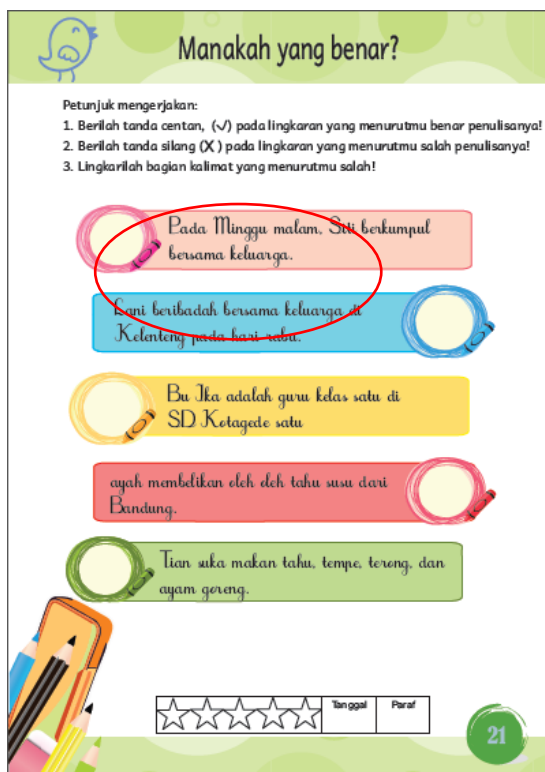 Manakah yang benar?
Petunjuk mengerjakan:
1. Berilah tanda centan, (✓) pada lingkaran yang menurutmu benar penulisanya!
2. Berilah tanda silang (X ) pada lingkaran yang menurutmu salah penulisanya!
3. Lingkarilah bagian kalimat yang menurutmu salah!
Pada Minggu malam, Siti berkumpul
bersama keluarga.
Lani beribadah bersama keluarga di
Kelenteng pada hari rabu.
Bu Ika adalah guru kelas satu di
SD Kotagede satu
ayah membelikan oleh oleh tahu susu dari
Bandung.
Tian suka makan tahu, tempe, terong, dan
ayam goreng.
Tanggal Paraf
21